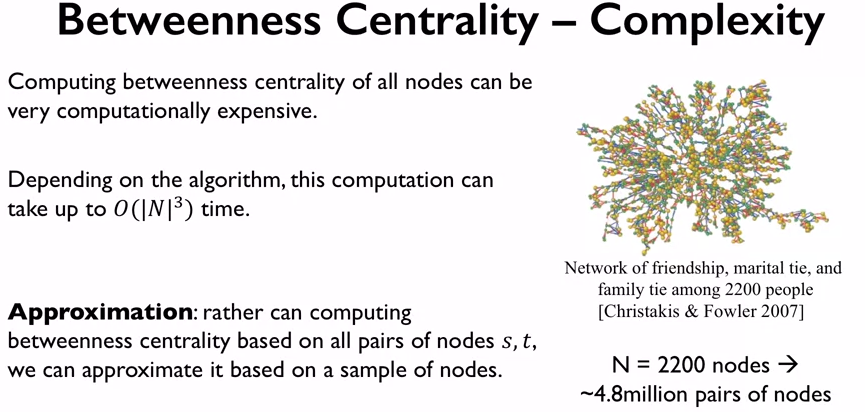 Betweenness Centrality – Complexity
Computing betweenness centrality of all nodes can be
very computationally expensive.
Depending on the algorithm, this computation can
take up to 𝑂(|𝑁|³) time.
Approximation: rather can computing
betweenness centrality based on all pairs of nodes 𝑠, 𝑡,
we can approximate it based on a sample of nodes.
Network of friendship, marital tie, and
family tie among 2200 people
[Christakis & Fowler 2007]
N = 2200 nodes →
~4.8million pairs of nodes